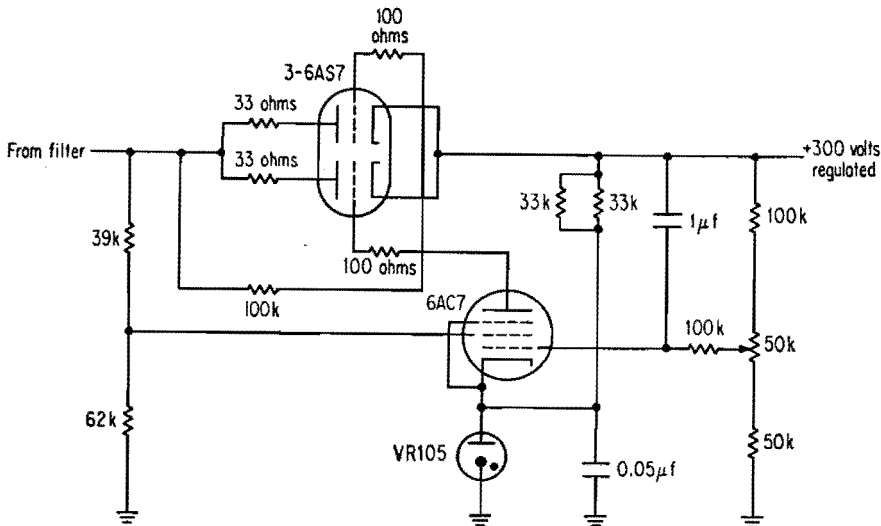 100
ohms
3-6AS7
33 ohms
From filter
33 ohms
+300 volts
regulated
33k
33k
1μf
100k
39k
100 ohms
100k
6AC7
100k
50k
62k
VR105
0.05μf
50k